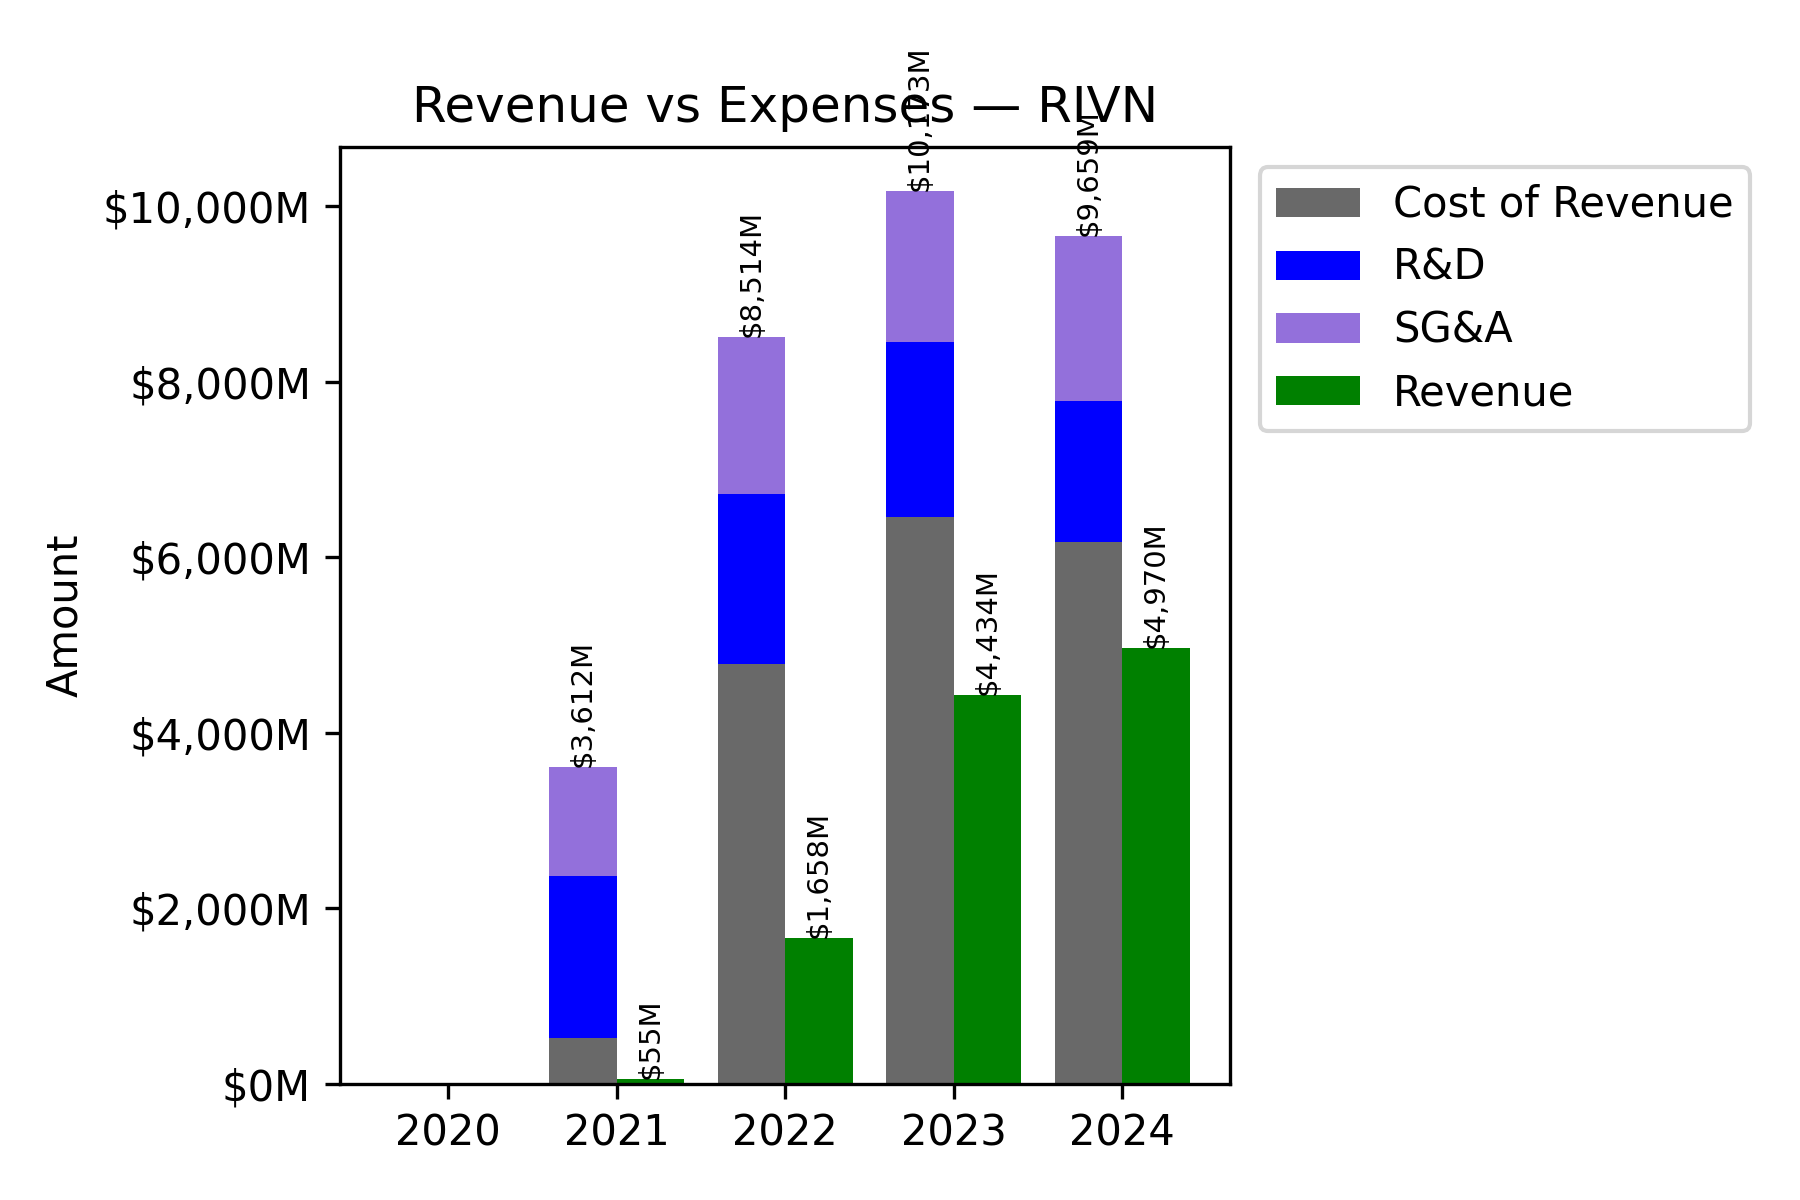 Revenue vs Expenses — RIVN
$10,173M
$9,659M
$8,514M
$3,612M
$55M
$1,658M
$4,434M
$4,970M
Amount
$10,000M
$8,000M
$6,000M
$4,000M
$2,000M
$0M
2020 2021 2022 2023 2024
Cost of Revenue
R&D
SG&A
Revenue